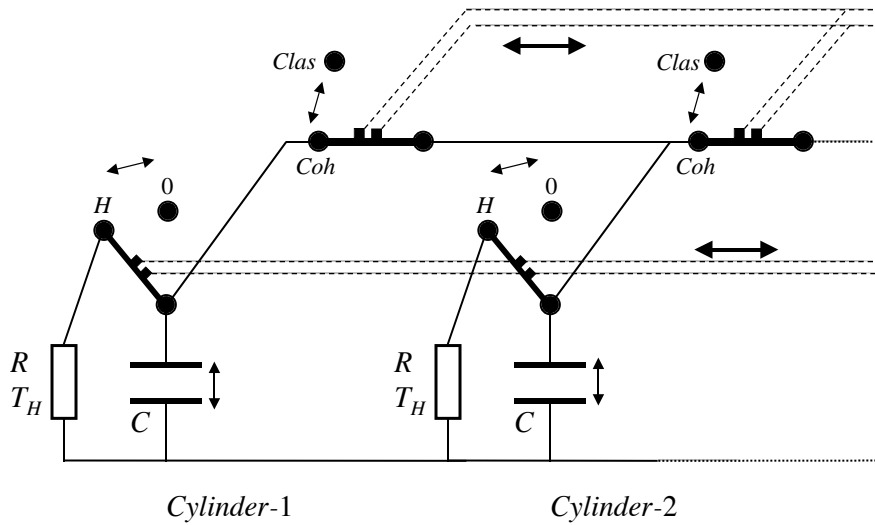 Clas
Clas
Coh
Coh
0
0
H
H
R
T_H
C
R
T_H
C
Cylinder-1
Cylinder-2